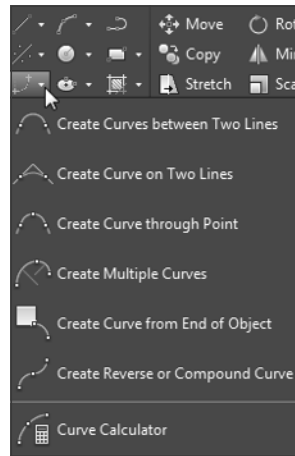 Move
Copy
Stretch
Create Curves between Two Lines
Create Curve on Two Lines
Create Curve through Point
Create Multiple Curves
Create Curve from End of Object
Create Reverse or Compound Curve
Curve Calculator